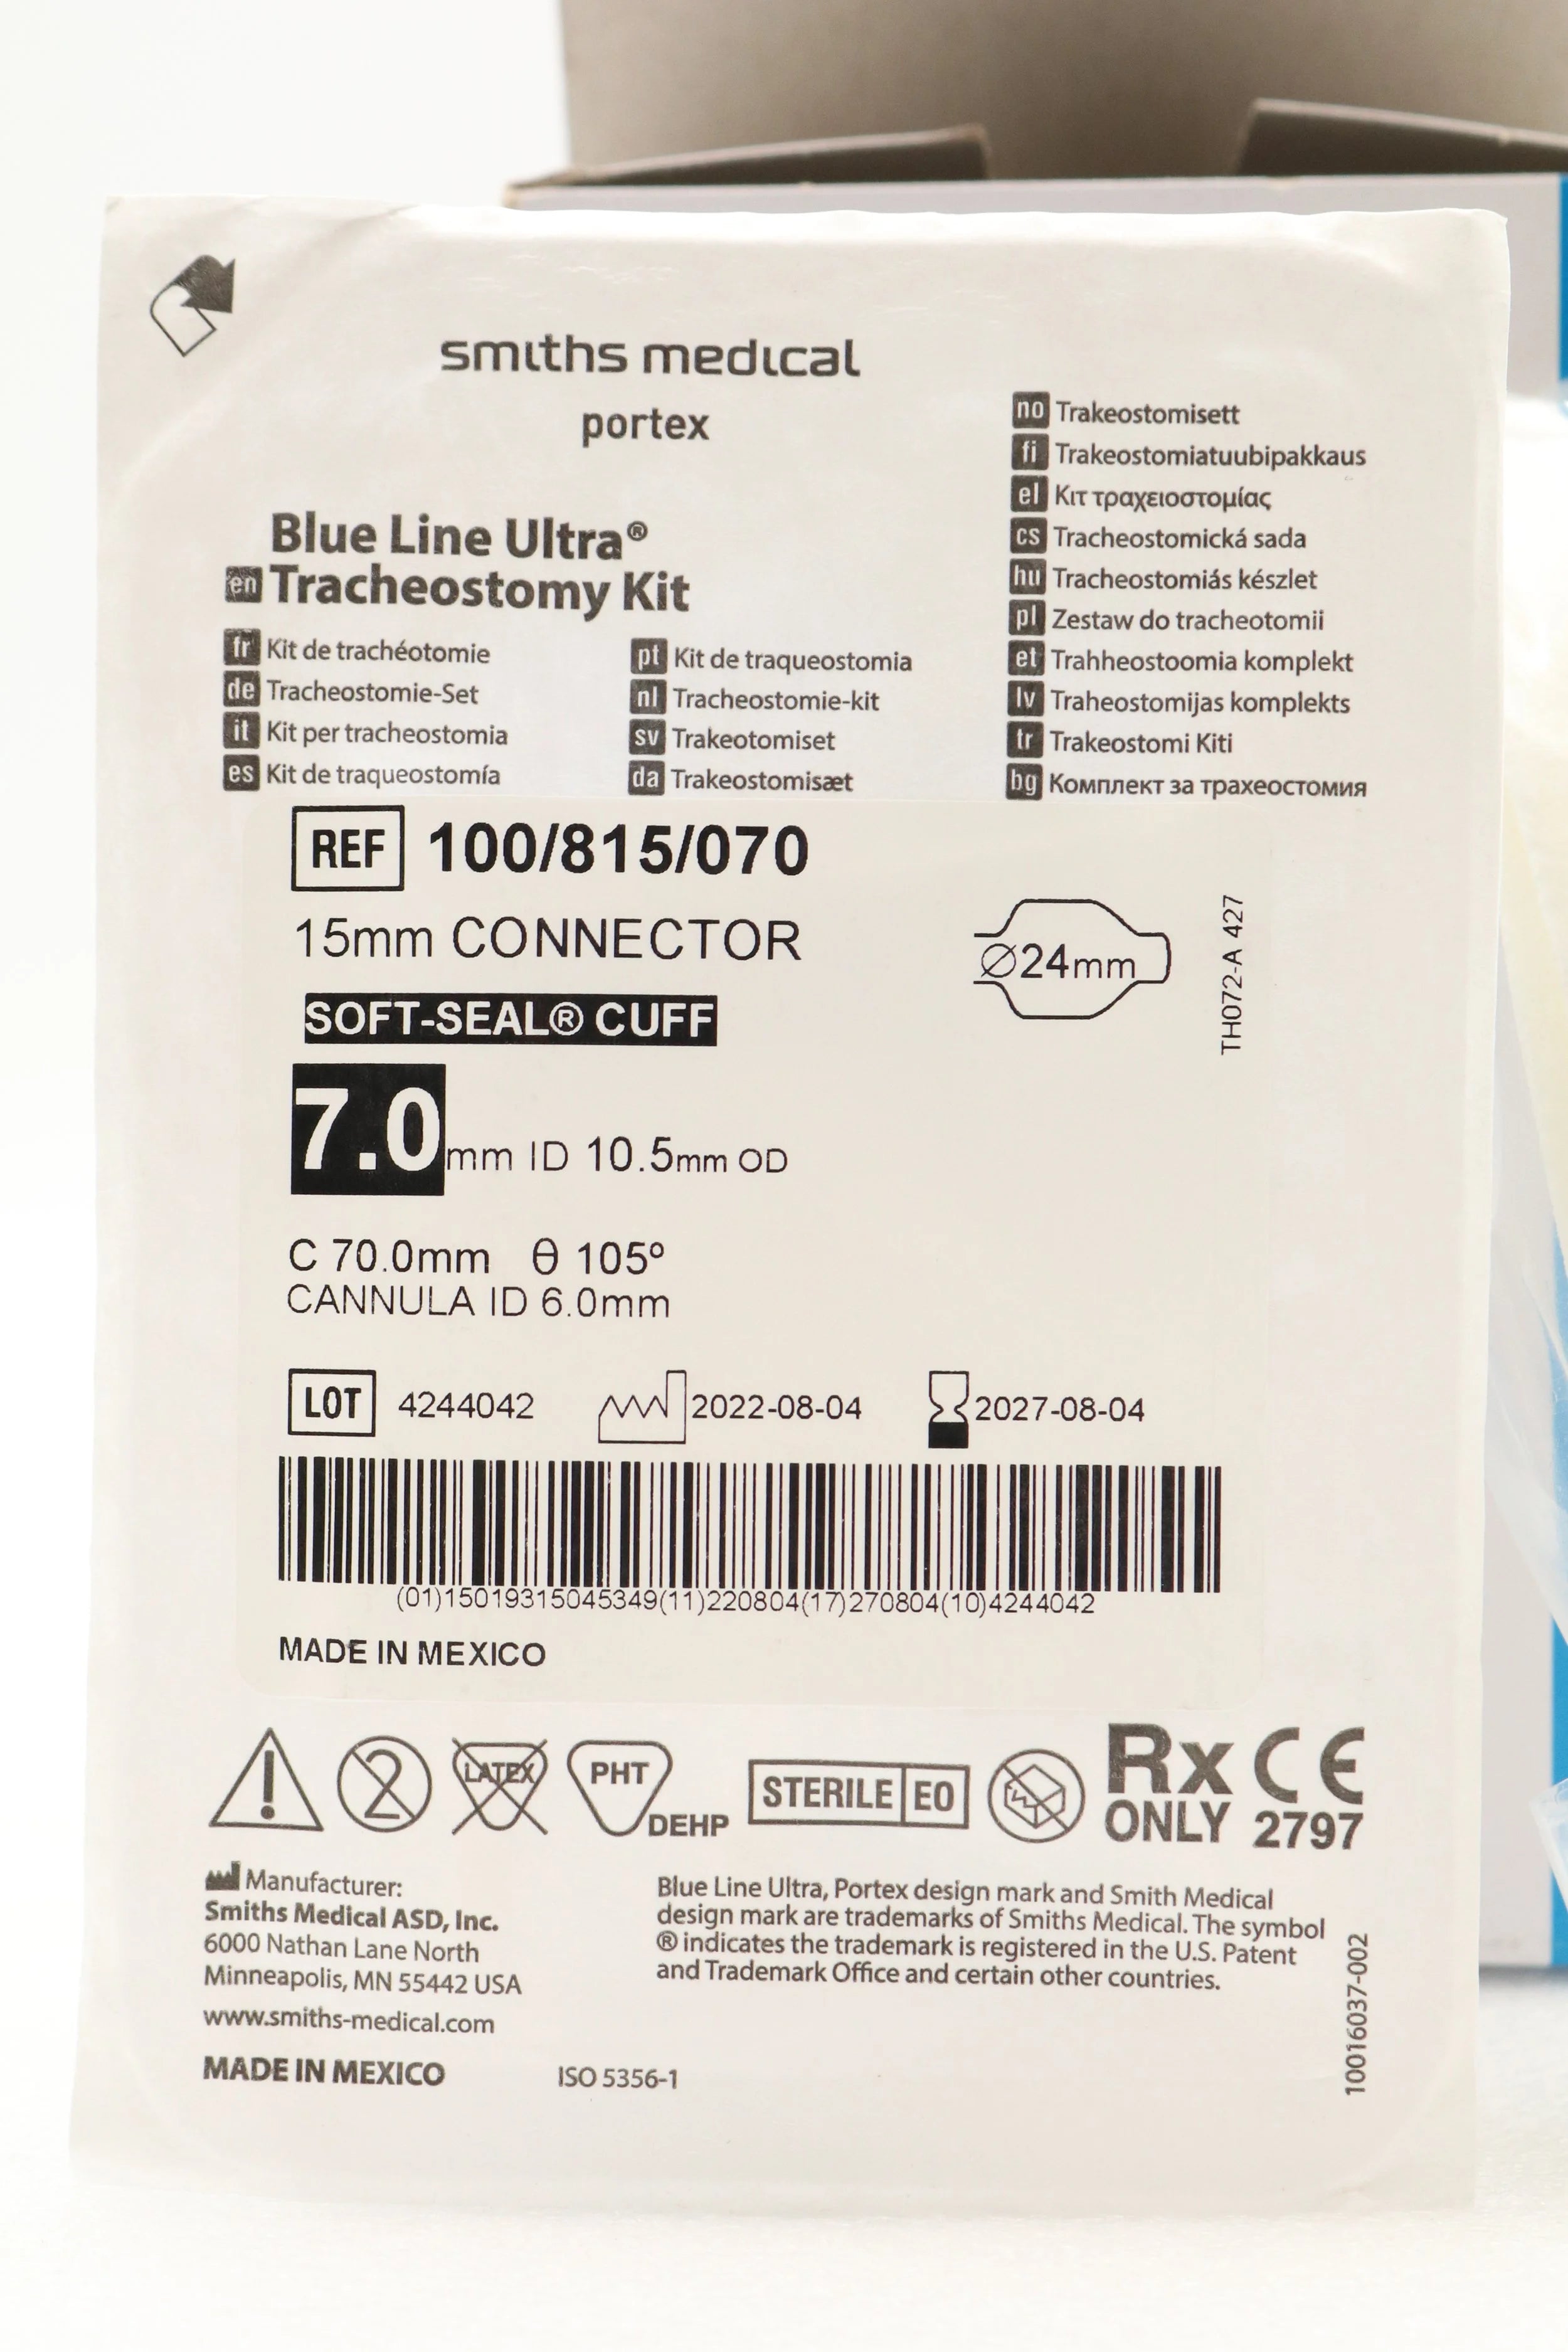 smiths medical
portex
Blue Line Ultra®
en Tracheostomy Kit
fr Kit de trachéotomie
de Tracheostomie-Set
it Kit per tracheostomia
es Kit de traqueostomía
pt Kit de traqueostomia
nl Tracheostomie-kit
sv Trakeotomiset
da Trakeostomisæt
no Trakeostomisett
fi Trakeostomiatuubipakkaus
el Κιτ τραχειοστομίας
cs Tracheostomická sada
hu Tracheostomiás készlet
pl Zestaw do tracheotomii
et Trahheostoomia komplekt
lv Traheostomijas komplekts
tr Trakeostomi Kiti
bg Комплект за трахеостомия
REF 100/815/070
15mm CONNECTOR
SOFT-SEAL® CUFF
Ø24mm
TH072-A 427
7.0mm ID 10.5mm OD
C 70.0mm θ 105º
CANNULA ID 6.0mm
LOT 4244042 2022-08-04 2027-08-04
(01)15019315045349(11)220804(17)270804(10)4244042
MADE IN MEXICO
2 LATEX PHT DEHP STERILE EO Rx ONLY CE 2797
Manufacturer:
Smiths Medical ASD, Inc.
6000 Nathan Lane North
Minneapolis, MN 55442 USA
www.smiths-medical.com
MADE IN MEXICO
ISO 5356-1
Blue Line Ultra, Portex design mark and Smith Medical
design mark are trademarks of Smiths Medical. The symbol
® indicates the trademark is registered in the U.S. Patent
and Trademark Office and certain other countries.
10016037-002